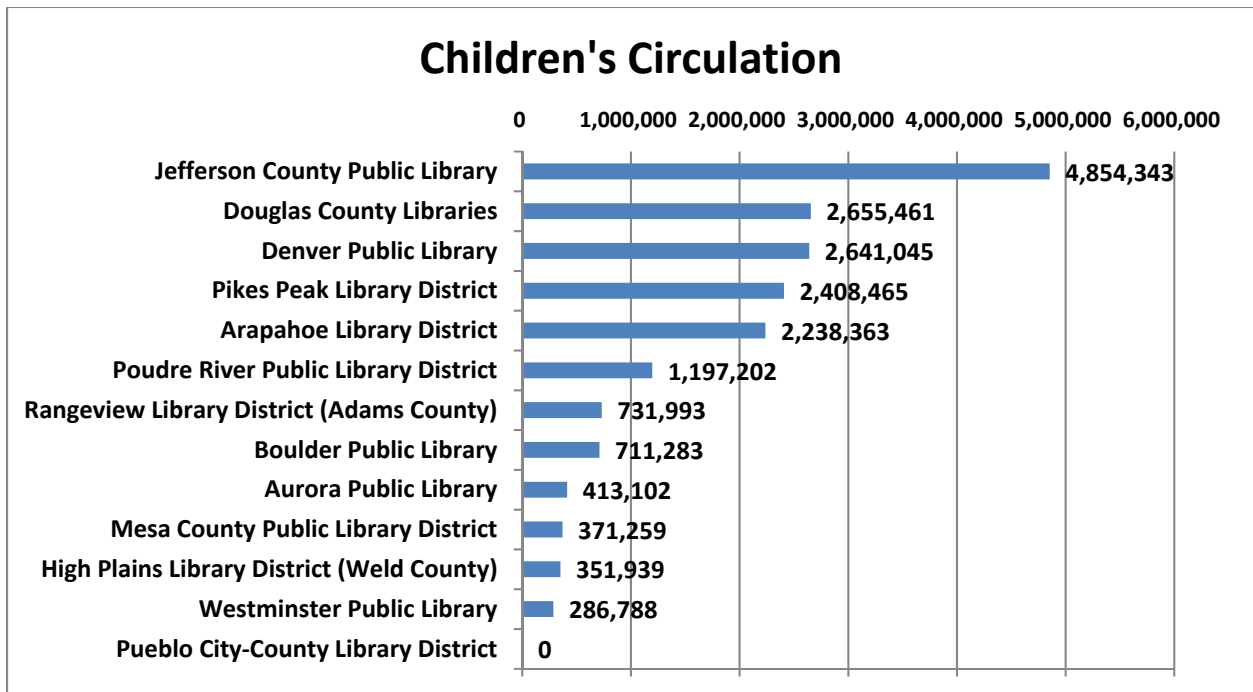 Children's Circulation
0 1,000,000 2,000,000 3,000,000 4,000,000 5,000,000 6,000,000
Jefferson County Public Library 4,854,343
Douglas County Libraries 2,655,461
Denver Public Library 2,641,045
Pikes Peak Library District 2,408,465
Arapahoe Library District 2,238,363
Poudre River Public Library District 1,197,202
Rangeview Library District (Adams County) 731,993
Boulder Public Library 711,283
Aurora Public Library 413,102
Mesa County Public Library District 371,259
High Plains Library District (Weld County) 351,939
Westminster Public Library 286,788
Pueblo City-County Library District 0